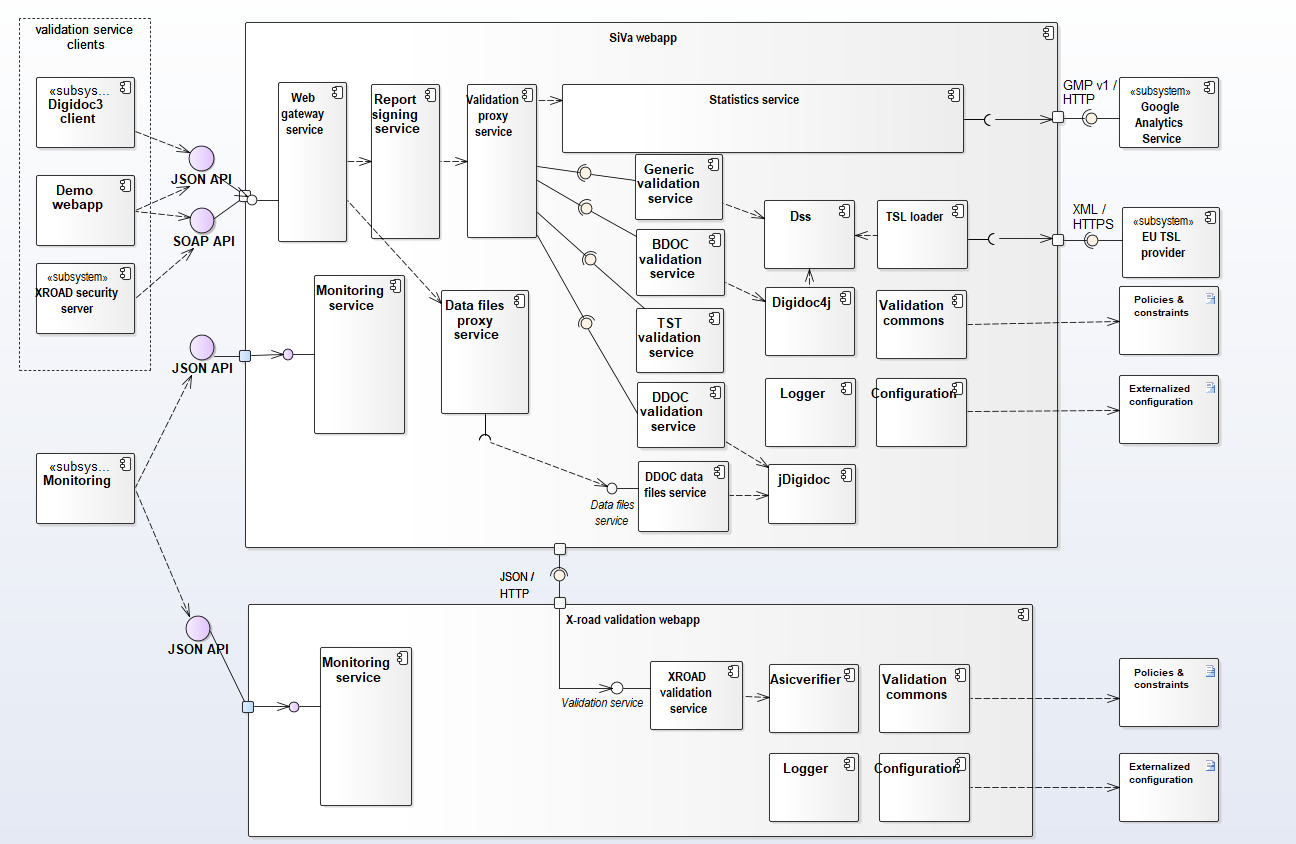 validation service
clients
«subsys...
Digidoc3
client
Demo
webapp
«subsystem»
XROAD security
server
JSON API
SOAP API
JSON API
«subsys...
Monitoring
JSON API
SiVa webapp
Web
gateway
service
Report
signing
service
Validation
proxy
service
Statistics service
Generic
validation
service
BDOC
validation
service
TST
validation
service
DDOC
validation
service
DDOC data
files service
Data files
service
Monitoring
service
Data files
proxy
service
Dss
TSL loader
Digidoc4j
Validation
commons
Logger
Configuration
jDigidoc
GMP v1 /
HTTP
«subsystem»
Google
Analytics
Service
XML /
HTTPS
«subsystem»
EU TSL
provider
Policies &
constraints
Externalized
configuration
JSON /
HTTP
X-road validation webapp
Monitoring
service
Validation service
XROAD
validation
service
Asicverifier
Validation
commons
Logger
Configuration
Policies &
constraints
Externalized
configuration